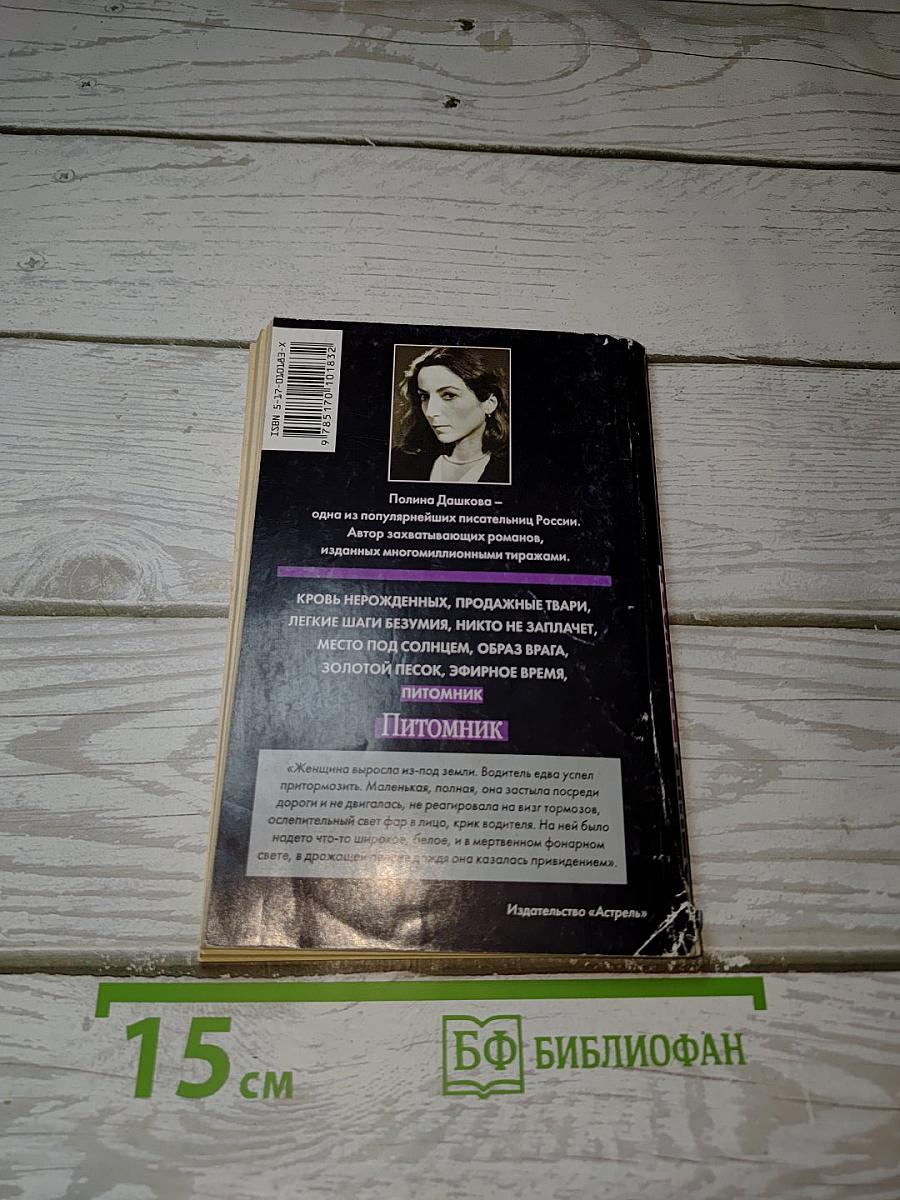 ISBN 5-17-010183-X
9 785170 101832
Полина Дашкова –
одна из популярнейших писательниц России.
Автор захватывающих романов,
изданных многомиллионными тиражами.
КРОВЬ НЕРОЖДЕННЫХ, ПРОДАЖНЫЕ ТВАРИ,
ЛЕГКИЕ ШАГИ БЕЗУМИЯ, НИКТО НЕ ЗАПЛАЧЕТ,
МЕСТО ПОД СОЛНЦЕМ, ОБРАЗ ВРАГА,
ЗОЛОТОЙ ПЕСОК, ЭФИРНОЕ ВРЕМЯ,
ПИТОМНИК
Питомник
«Женщина выросла из-под земли. Водитель едва успел
притормозить. Маленькая, полная, она застыла посреди
дороги и не двигалась, не реагировала на визг тормозов,
ослепительный свет фар в лицо, крик водителя. На ней было
надето что-то широкое, белое, и в мертвенном фонарном
свете, в дрожащей дождя она казалась привидением».
Издательство «Астрель»
15 см
БФ БИБЛИОФАН